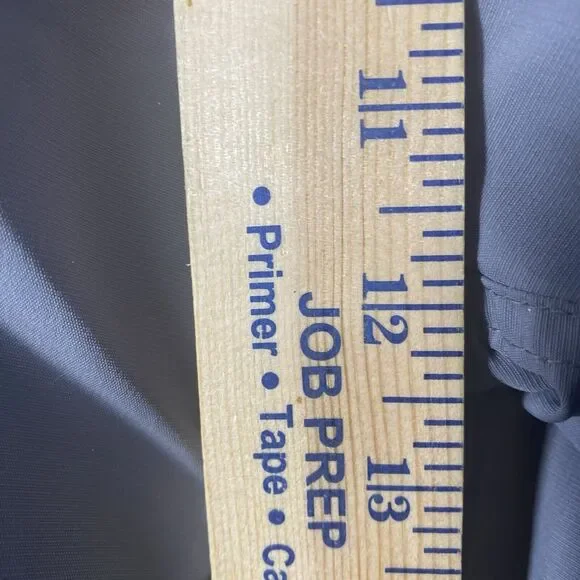 11 12 13
JOB PREP
• Primer • Tape • Ca